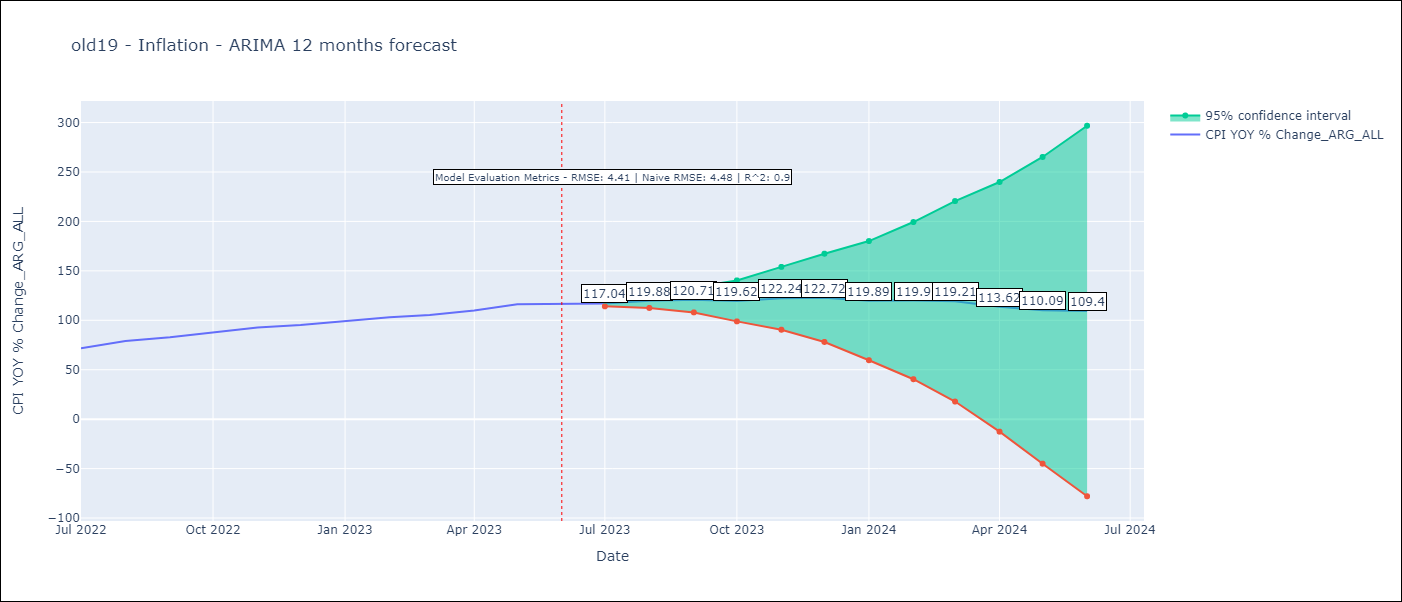 old19 - Inflation - ARIMA 12 months forecast
95% confidence interval
CPI YOY % Change_ARG_ALL
Model Evaluation Metrics - RMSE: 4.41 | Naive RMSE: 4.48 | R^2: 0.9
CPI YOY % Change_ARG_ALL
300
250
200
150
100
50
0
−50
−100
117.04 119.88 120.71 119.62 122.24 122.72 119.89 119.9 119.21 113.62 110.09 109.4
Jul 2022 Oct 2022 Jan 2023 Apr 2023 Jul 2023 Oct 2023 Jan 2024 Apr 2024 Jul 2024
Date